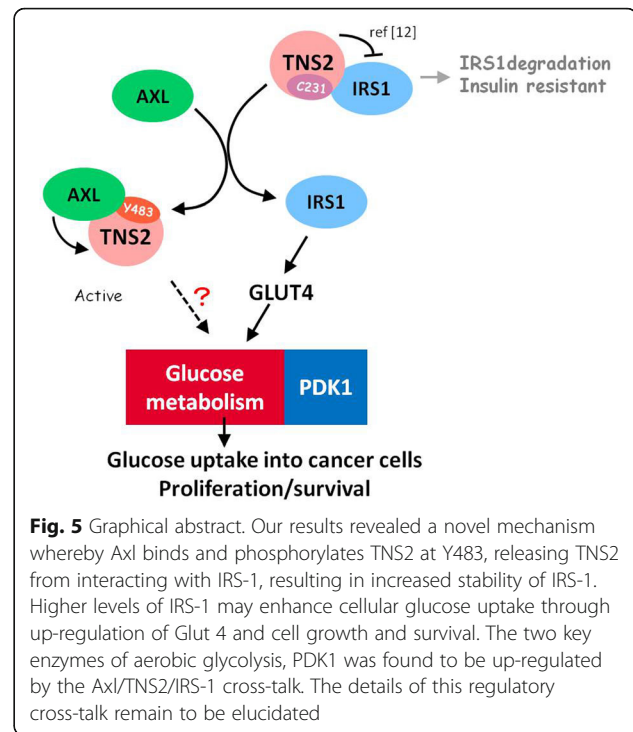 ref [12]
TNS2
C231
IRS1
IRS1degradation
Insulin resistant
AXL
AXL
Y483
TNS2
IRS1
Active
?
GLUT4
Glucose
metabolism
PDK1
Glucose uptake into cancer cells
Proliferation/survival
Fig. 5 Graphical abstract. Our results revealed a novel mechanism
whereby Axl binds and phosphorylates TNS2 at Y483, releasing TNS2
from interacting with IRS-1, resulting in increased stability of IRS-1.
Higher levels of IRS-1 may enhance cellular glucose uptake through
up-regulation of Glut 4 and cell growth and survival. The two key
enzymes of aerobic glycolysis, PDK1 was found to be up-regulated
by the Axl/TNS2/IRS-1 cross-talk. The details of this regulatory
cross-talk remain to be elucidated